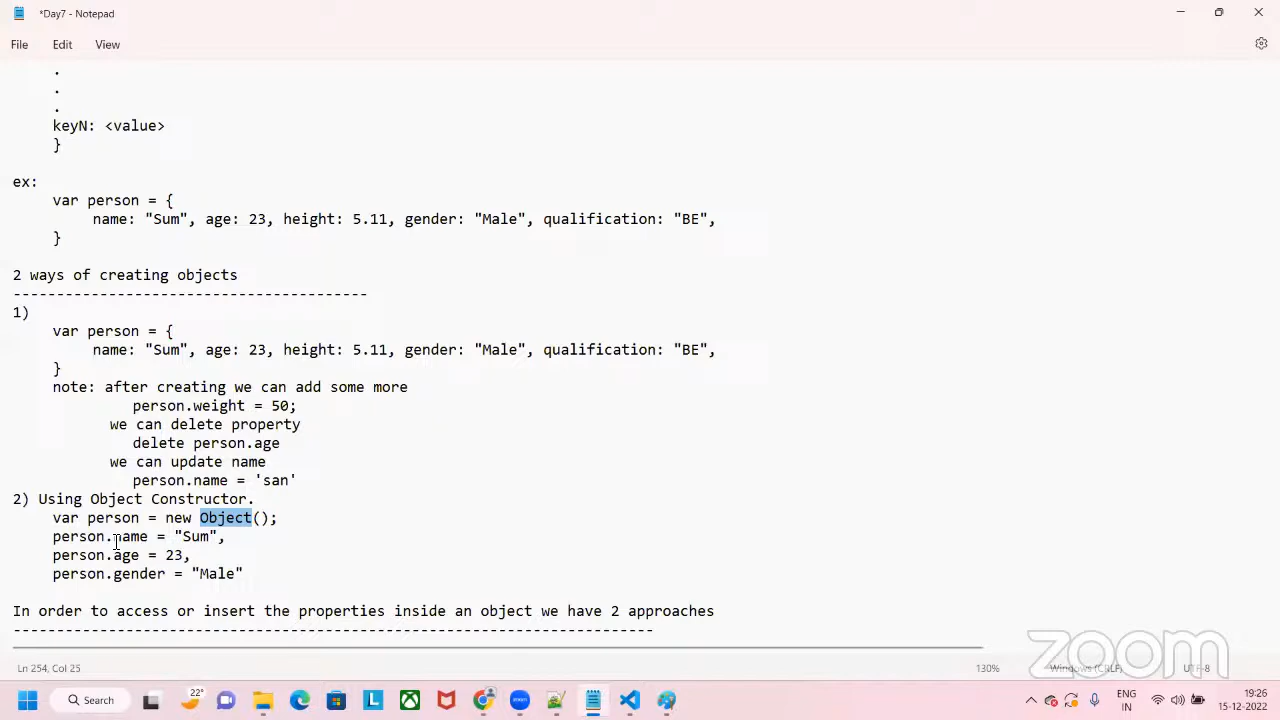 *Day7 - Notepad
File Edit View
.
.
.
keyN: <value>
}
ex:
var person = {
name: "Sum", age: 23, height: 5.11, gender: "Male", qualification: "BE",
}
2 ways of creating objects
-----------------------------------------
1)
var person = {
name: "Sum", age: 23, height: 5.11, gender: "Male", qualification: "BE",
}
note: after creating we can add some more
person.weight = 50;
we can delete property
delete person.age
we can update name
person.name = 'san'
2) Using Object Constructor.
var person = new Object();
person.name = "Sum",
person.age = 23,
person.gender = "Male"
In order to access or insert the properties inside an object we have 2 approaches
--------------------------------------------------------------------------
Ln 254, Col 25 130% Windows (CRLF) UTF-8
zoom
Search 22° zoom ENG IN 19:26 15-12-2022